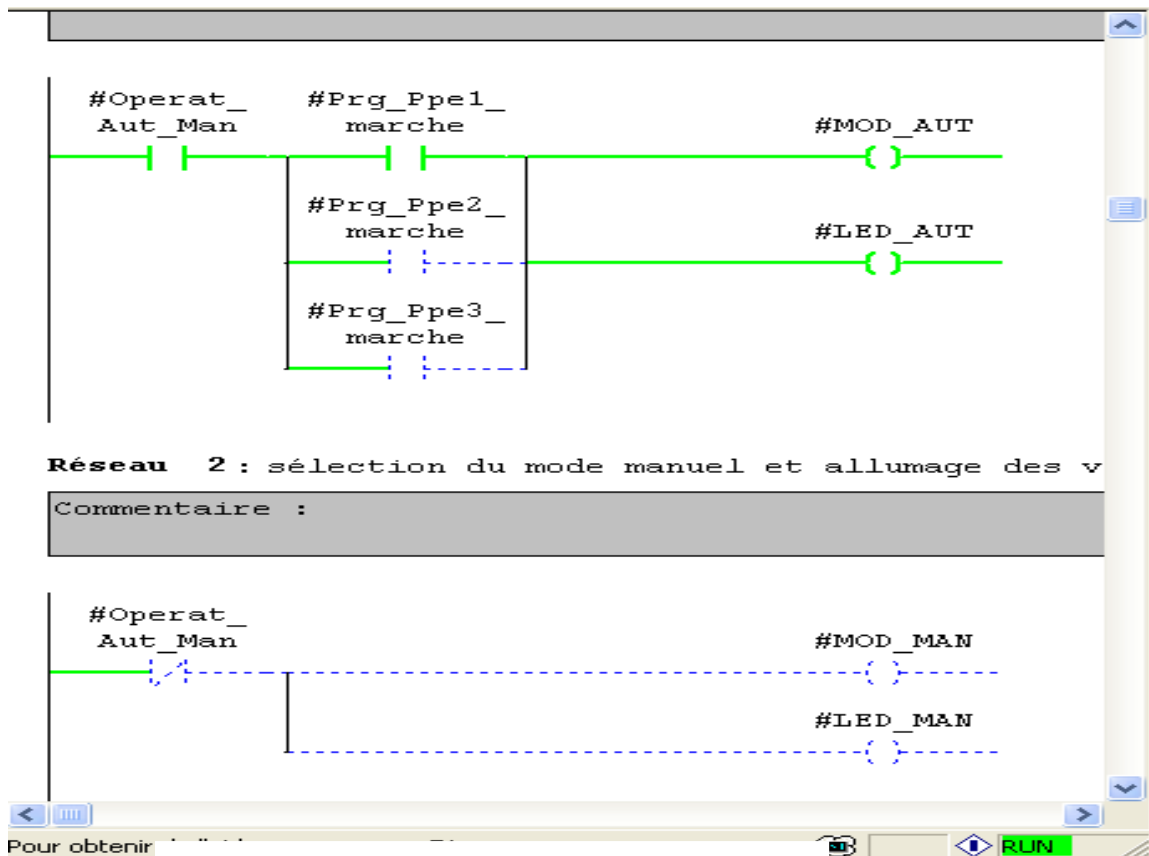 #Operat_ #Prg_Ppe1_
Aut_Man marche #MOD_AUT
#Prg_Ppe2_
marche #LED_AUT
#Prg_Ppe3_
marche
Réseau 2 : sélection du mode manuel et allumage des v
Commentaire :
#Operat_
Aut_Man #MOD_MAN
#LED_MAN
Pour obtenir
RUN